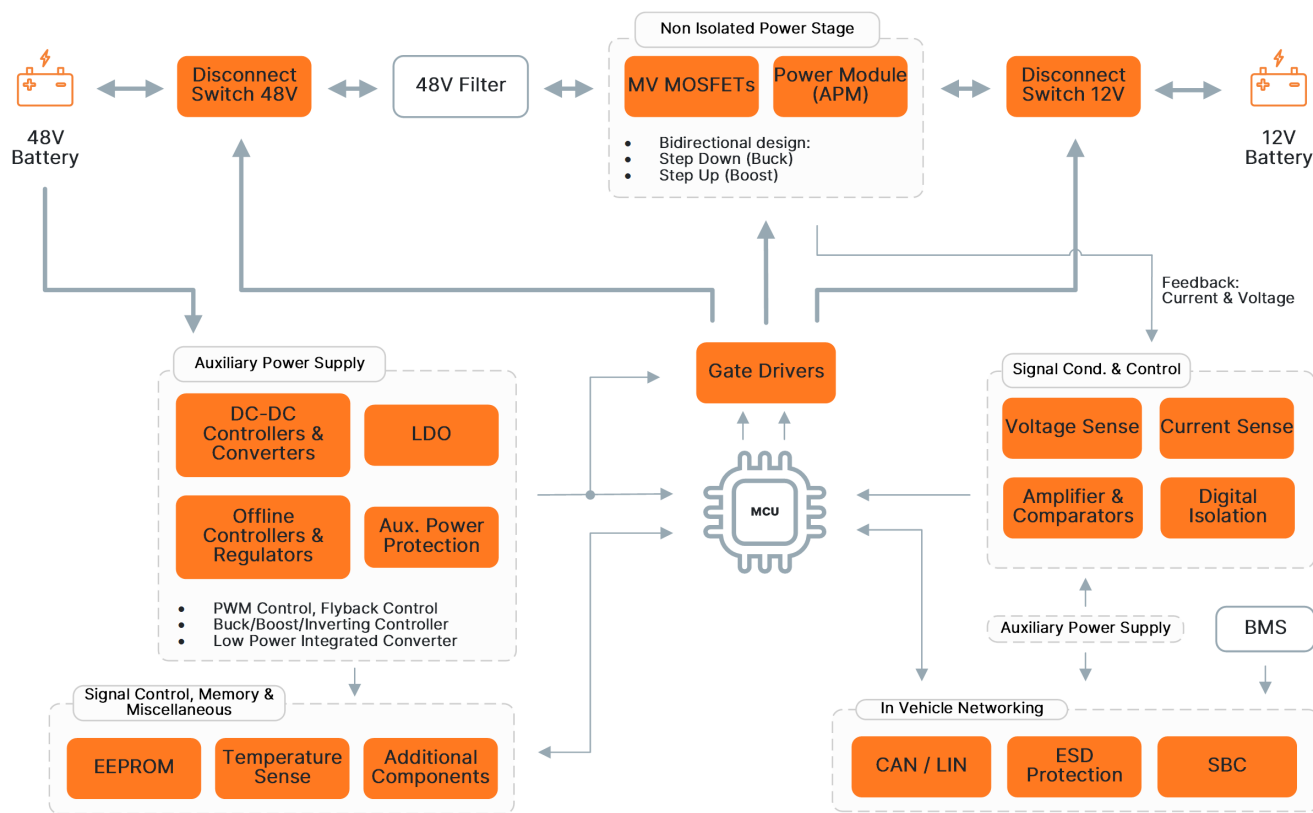 Non Isolated Power Stage
48V
Battery
Disconnect
Switch 48V
48V Filter
MV MOSFETs
Power Module
(APM)
• Bidirectional design:
• Step Down (Buck)
• Step Up (Boost)
Disconnect
Switch 12V
12V
Battery
Feedback:
Current & Voltage
Auxiliary Power Supply
DC-DC
Controllers &
Converters
LDO
Offline
Controllers &
Regulators
Aux. Power
Protection
• PWM Control, Flyback Control
• Buck/Boost/Inverting Controller
• Low Power Integrated Converter
Gate Drivers
MCU
Signal Cond. & Control
Voltage Sense
Current Sense
Amplifier &
Comparators
Digital
Isolation
Auxiliary Power Supply
BMS
Signal Control, Memory &
Miscellaneous
EEPROM
Temperature
Sense
Additional
Components
In Vehicle Networking
CAN / LIN
ESD
Protection
SBC